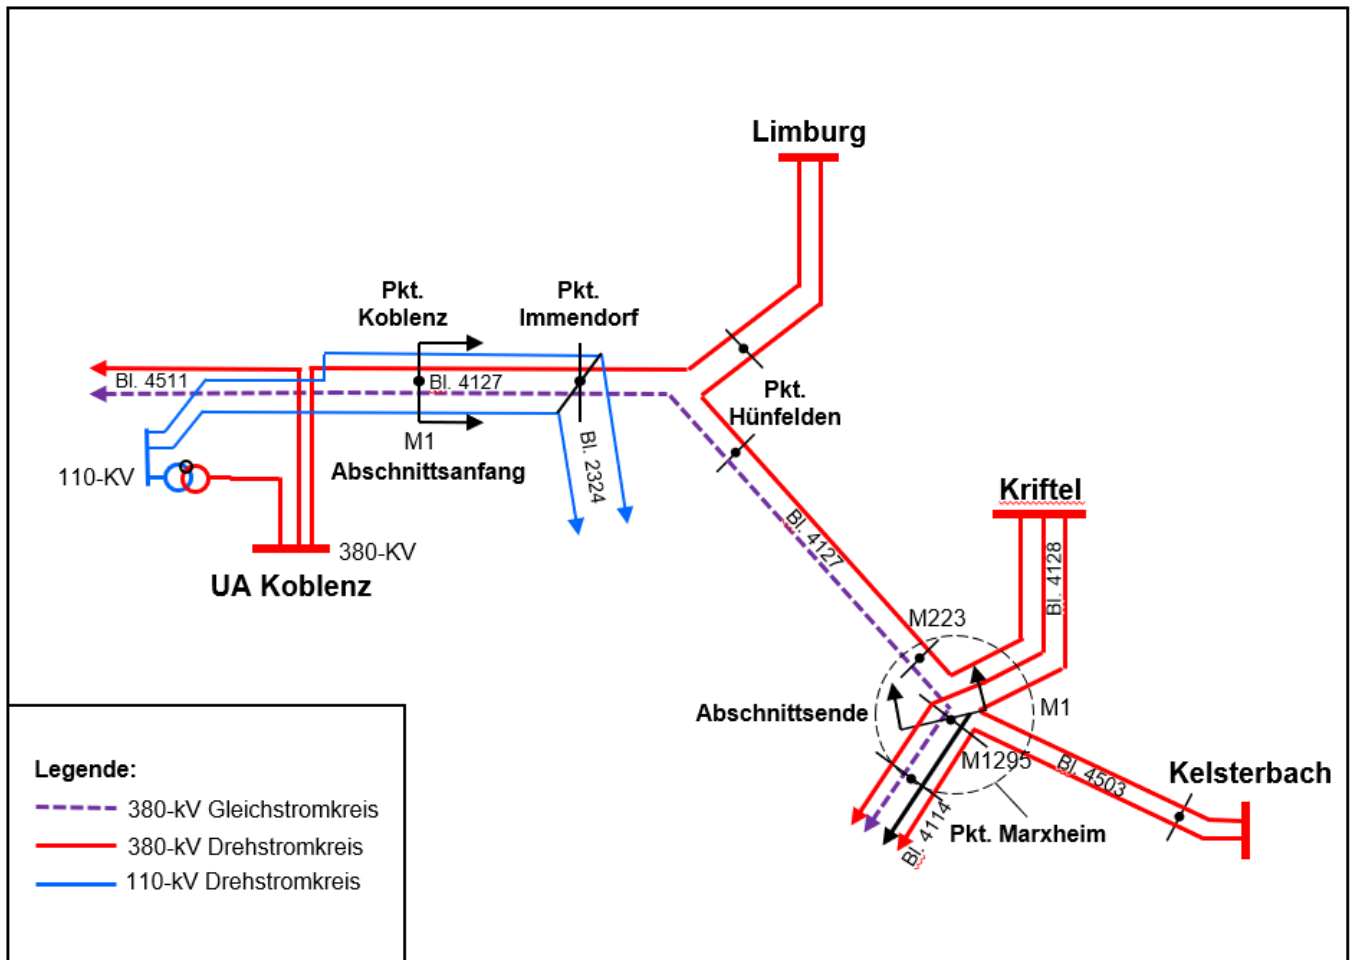 Limburg
Pkt.
Koblenz
Pkt.
Immendorf
Bl. 4511
Bl. 4127
Pkt.
Hünfelden
M1
Abschnittsanfang
Bl. 2324
110-KV
380-KV
UA Koblenz
Kriftel
Bl. 4127
Bl. 4128
M223
Abschnittsende
M1
M1295
Bl. 4503
Kelsterbach
Bl. 4114
Pkt. Marxheim
Legende:
380-kV Gleichstromkreis
380-kV Drehstromkreis
110-kV Drehstromkreis